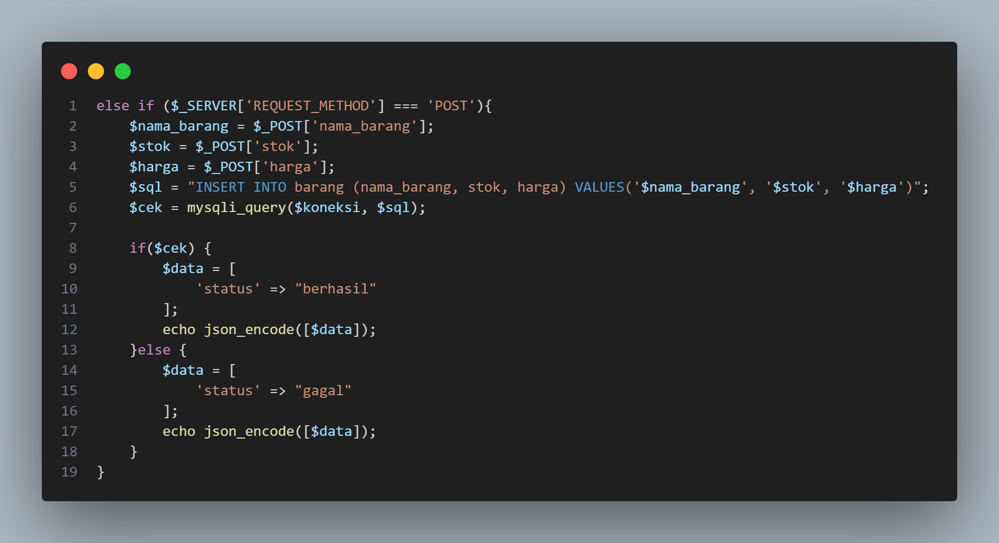 1 else if ($_SERVER['REQUEST_METHOD'] === 'POST'){
2     $nama_barang = $_POST['nama_barang'];
3     $stok = $_POST['stok'];
4     $harga = $_POST['harga'];
5     $sql = "INSERT INTO barang (nama_barang, stok, harga) VALUES('$nama_barang', '$stok', '$harga')";
6     $cek = mysqli_query($koneksi, $sql);
7
8     if($cek) {
9         $data = [
10             'status' => "berhasil"
11         ];
12         echo json_encode([$data]);
13     }else {
14         $data = [
15             'status' => "gagal"
16         ];
17         echo json_encode([$data]);
18     }
19 }